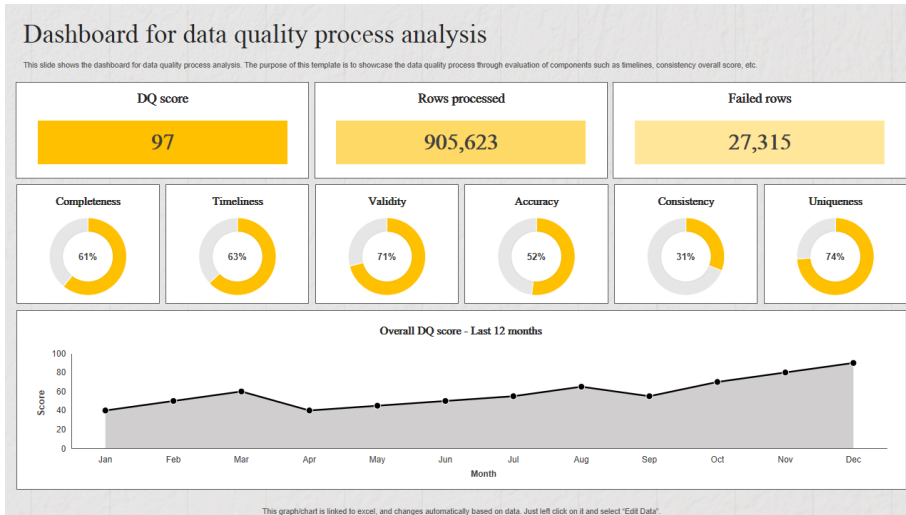 Dashboard for data quality process analysis
This slide shows the dashboard for data quality process analysis. The purpose of this template is to showcase the data quality process through evaluation of components such as timelines, consistency overall score, etc.
DQ score
97
Rows processed
905,623
Failed rows
27,315
Completeness
61%
Timeliness
63%
Validity
71%
Accuracy
52%
Consistency
31%
Uniqueness
74%
Overall DQ score - Last 12 months
Score
100
80
60
40
20
0
Jan Feb Mar Apr May Jun Jul Aug Sep Oct Nov Dec
Month
This graph/chart is linked to excel, and changes automatically based on data. Just left click on it and select "Edit Data".